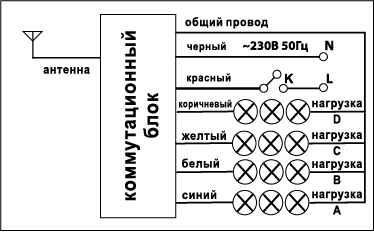 общий провод
черный ~230В 50Гц N
антенна
красный K L
коммутационный
блок
коричневый нагрузка
D
желтый нагрузка
C
белый нагрузка
B
синий нагрузка
A